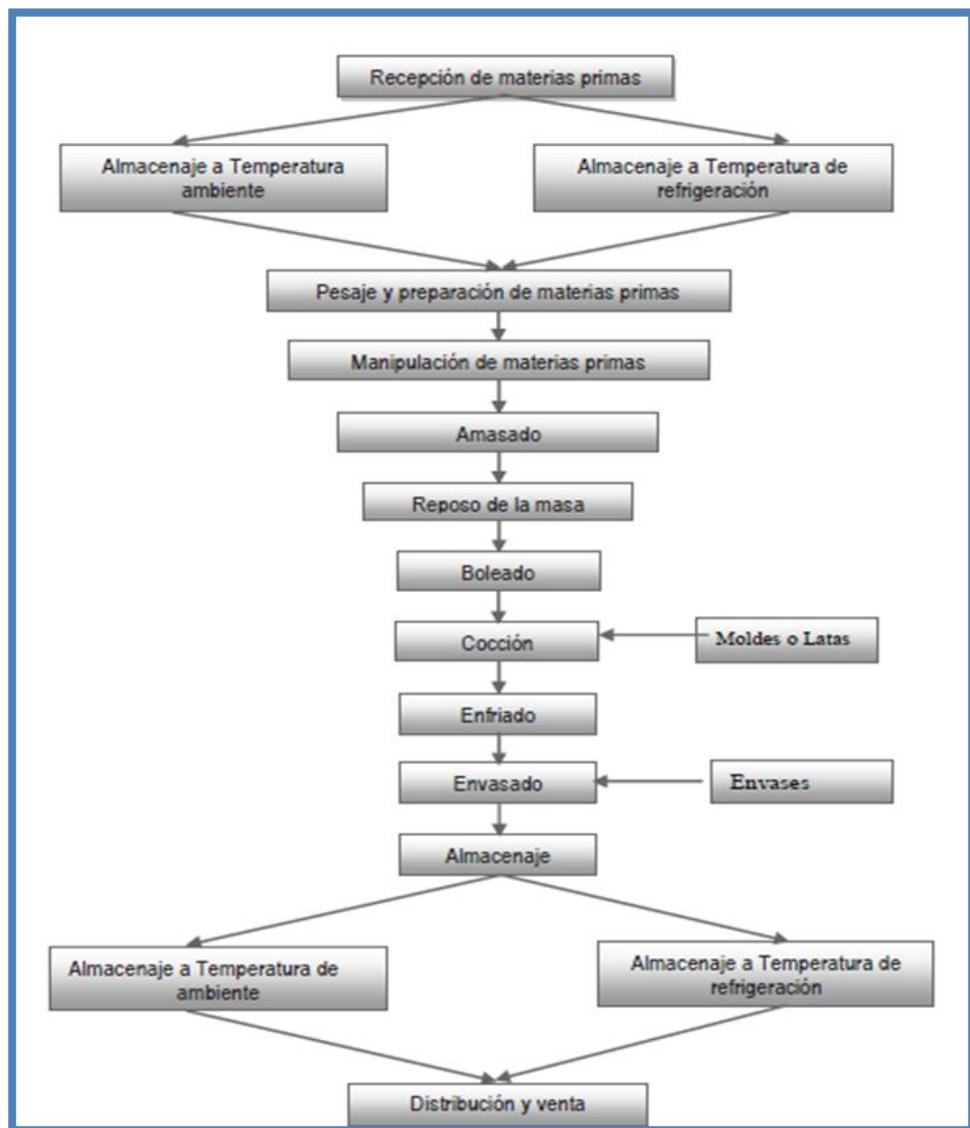 Recepción de materias primas
Almacenaje a Temperatura
ambiente
Almacenaje a Temperatura de
refrigeración
Pesaje y preparación de materias primas
Manipulación de materias primas
Amasado
Reposo de la masa
Boleado
Cocción
Moldes o Latas
Enfriado
Envasado
Envases
Almacenaje
Almacenaje a Temperatura de
ambiente
Almacenaje a Temperatura de
refrigeración
Distribución y venta